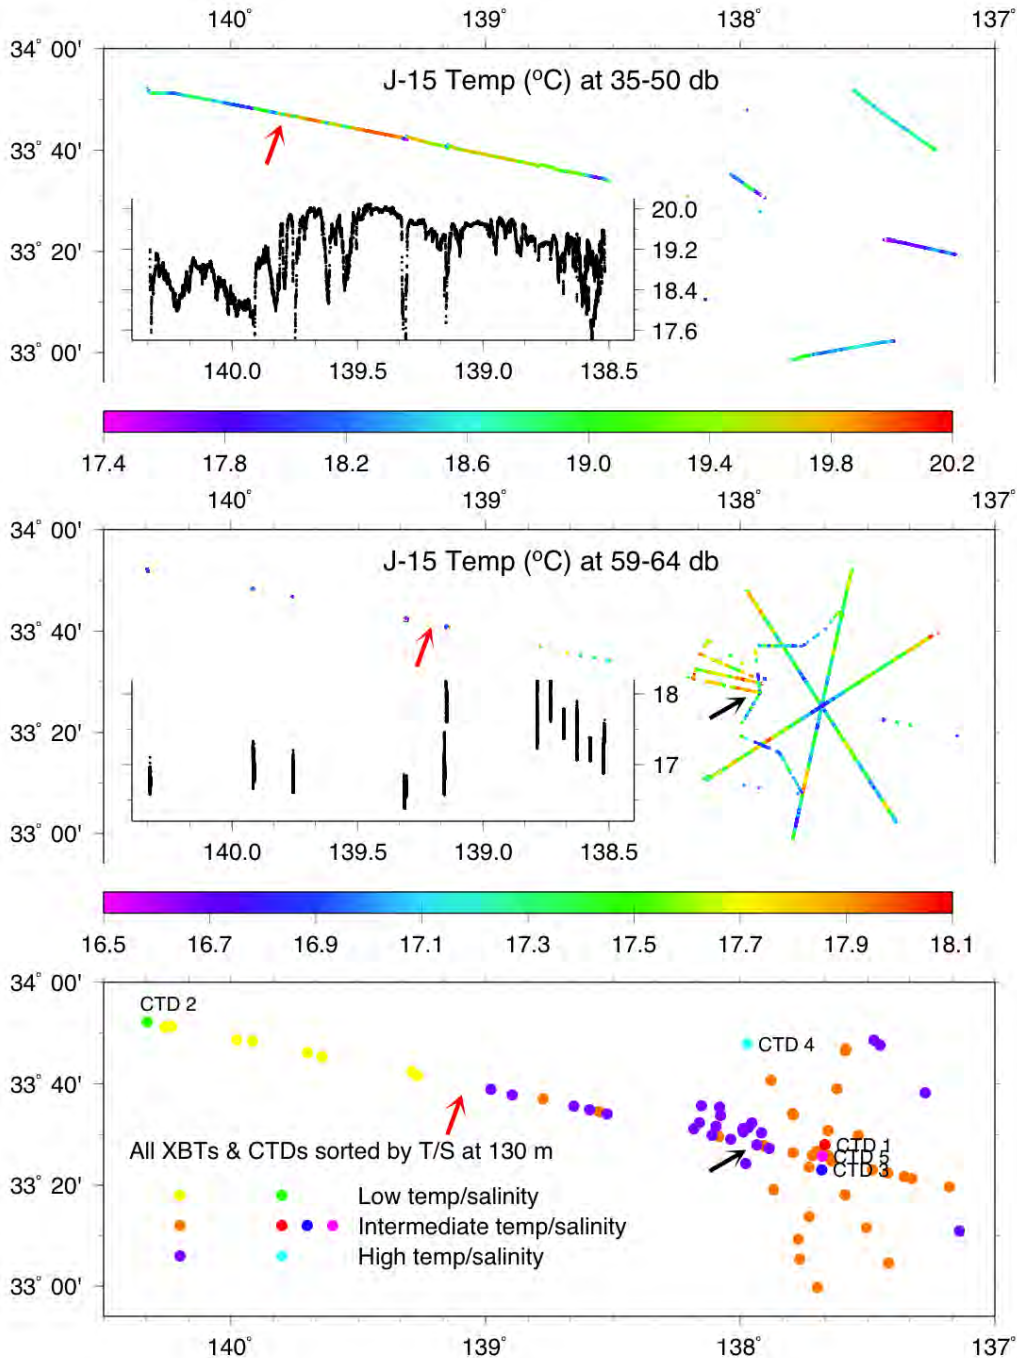 140° 139° 138° 137°
34° 00'
J-15 Temp (ºC) at 35-50 db
33° 40'
20.0
33° 20'
19.2
18.4
17.6
33° 00'
140.0 139.5 139.0 138.5
17.4 17.8 18.2 18.6 19.0 19.4 19.8 20.2
140° 139° 138° 137°
34° 00'
J-15 Temp (ºC) at 59-64 db
33° 40'
18
33° 20'
17
33° 00'
140.0 139.5 139.0 138.5
16.5 16.7 16.9 17.1 17.3 17.5 17.7 17.9 18.1
34° 00'
CTD 2
CTD 4
33° 40'
CTD 1
All XBTs & CTDs sorted by T/S at 130 m
CTD 5
CTD 3
33° 20'
Low temp/salinity
Intermediate temp/salinity
High temp/salinity
33° 00'
140° 139° 138° 137°